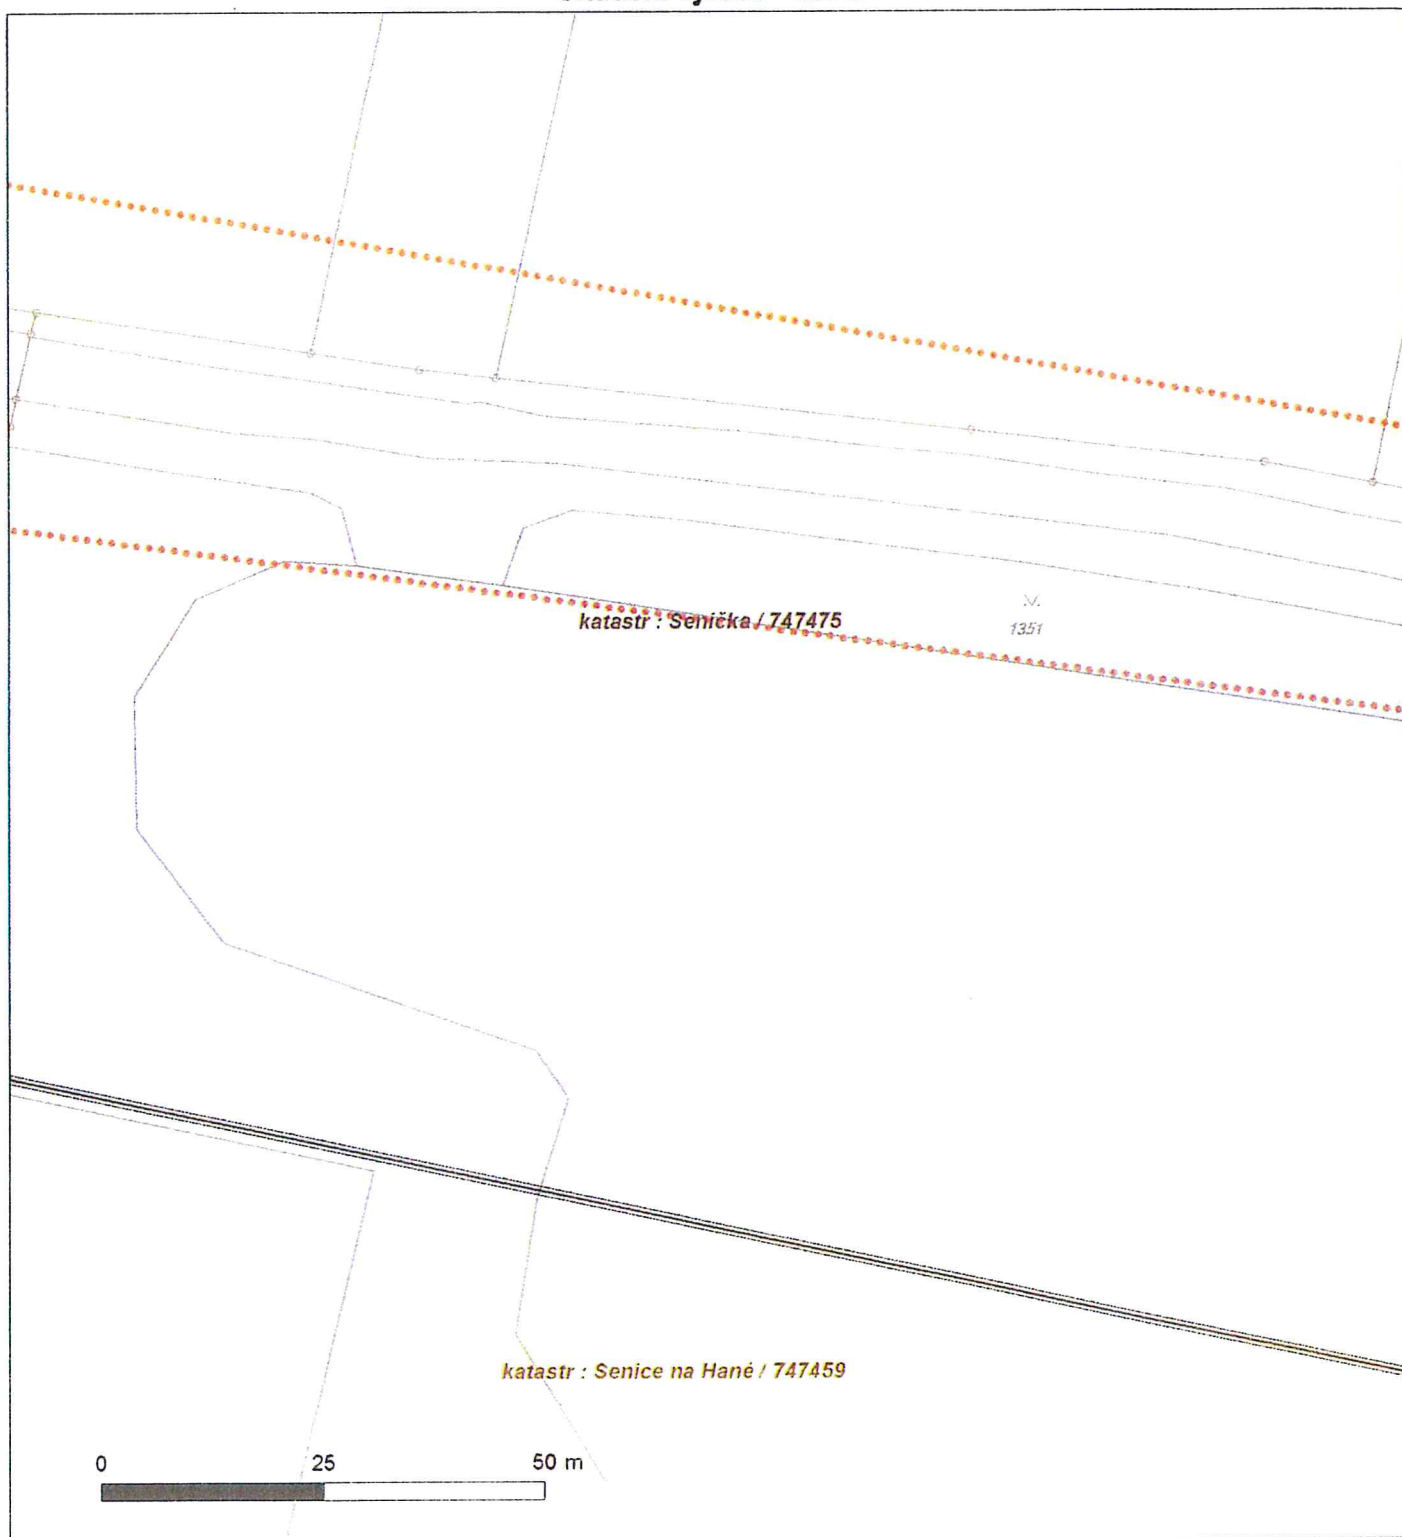 katastr : Senička / 747475
1351
katastr : Senice na Hané / 747459
0 25 50 m